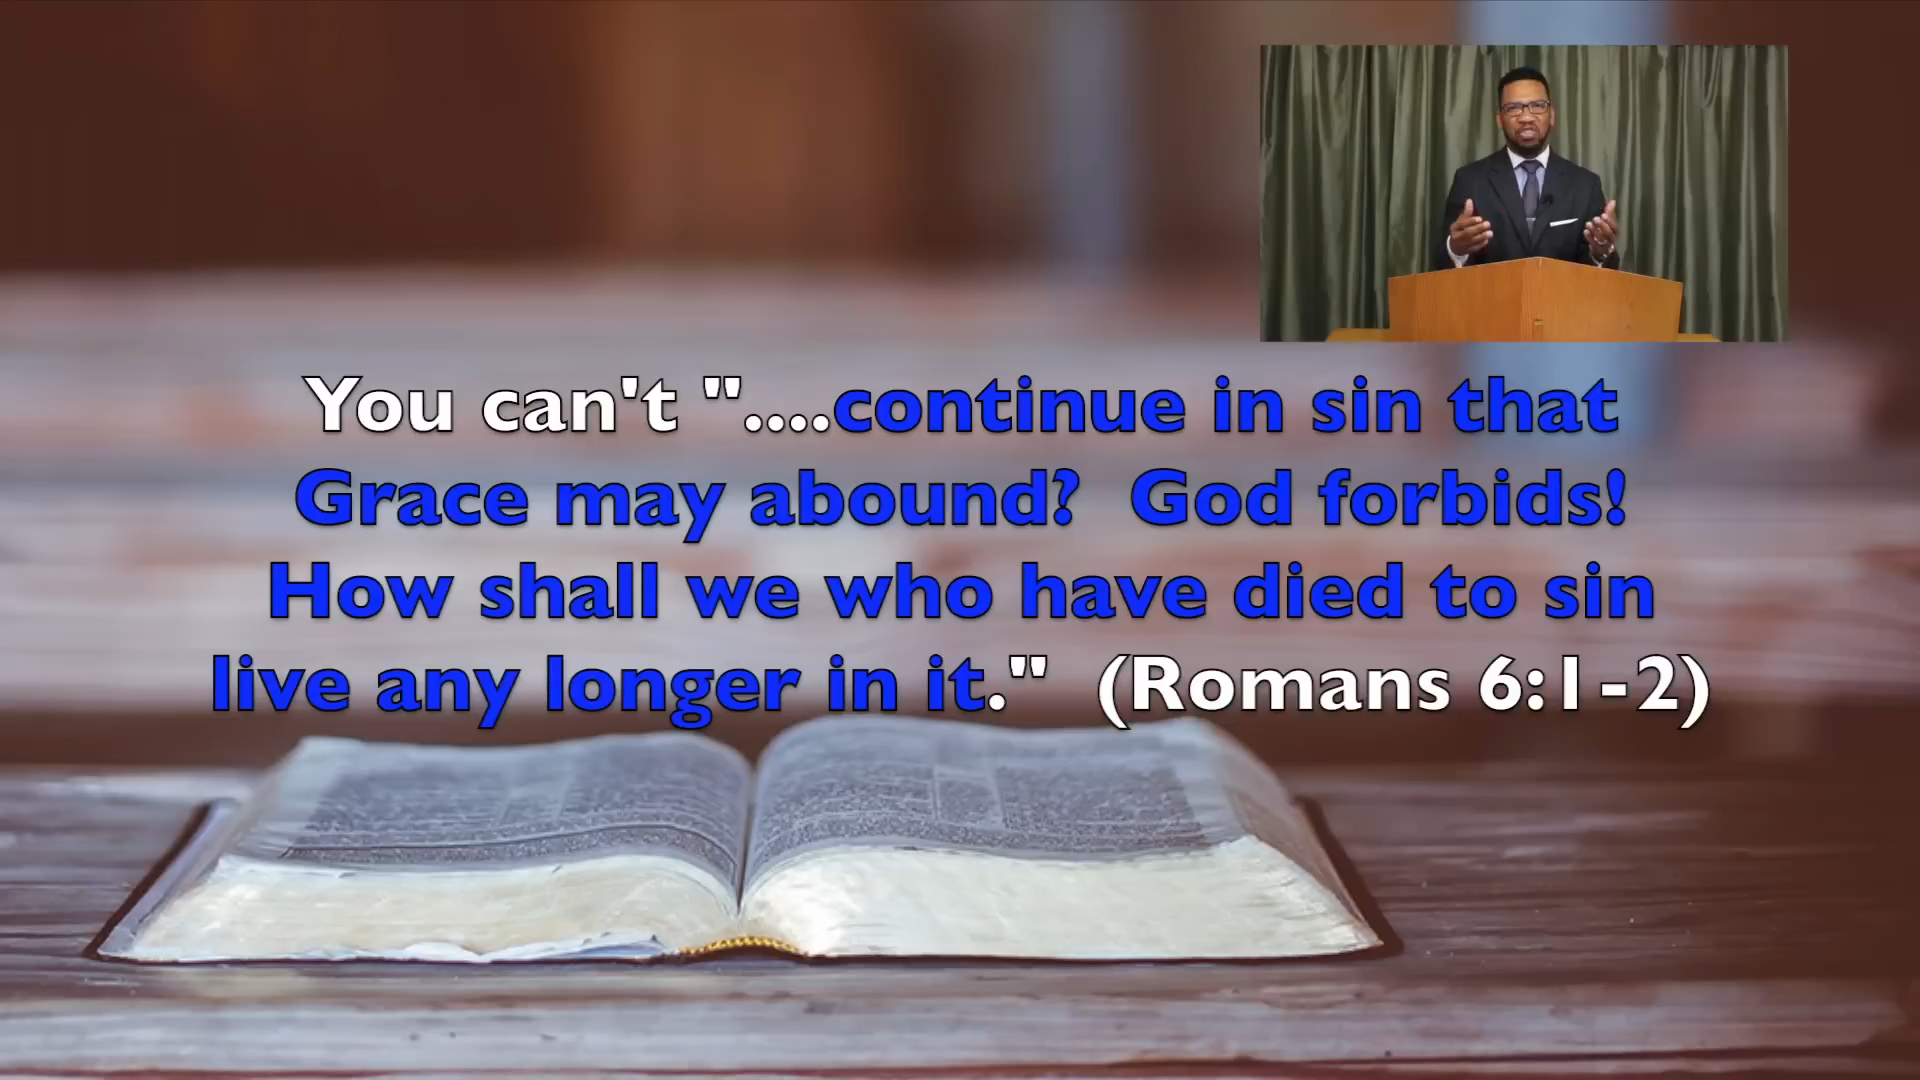 You can't "....continue in sin that
Grace may abound?  God forbids!
How shall we who have died to sin
live any longer in it."  (Romans 6:1-2)